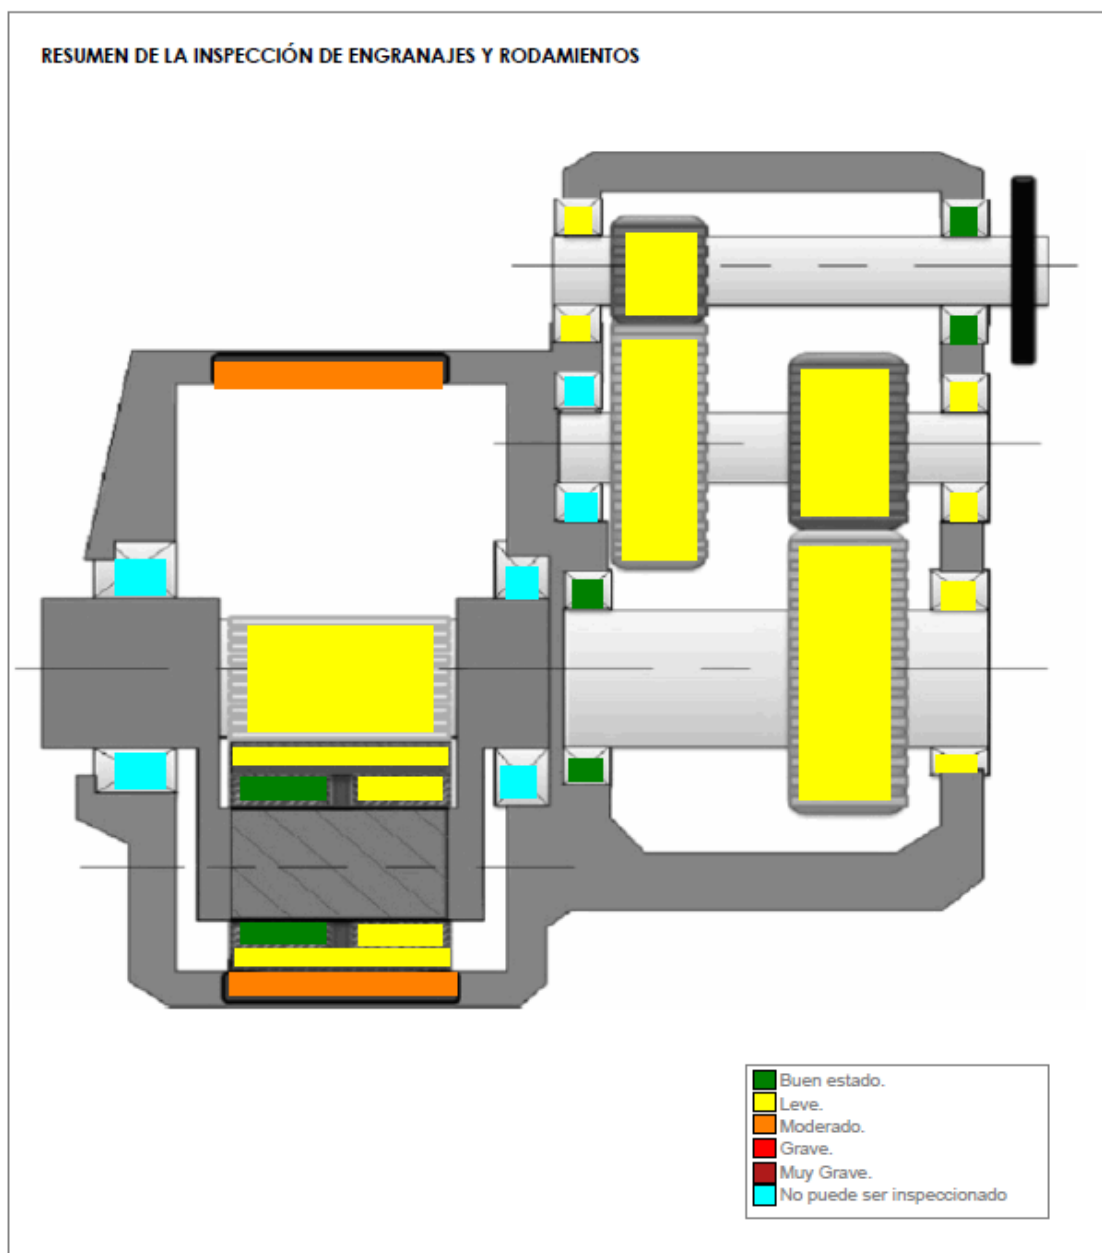 RESUMEN DE LA INSPECCIÓN DE ENGRANAJES Y RODAMIENTOS
Buen estado.
Leve.
Moderado.
Grave.
Muy Grave.
No puede ser inspeccionado